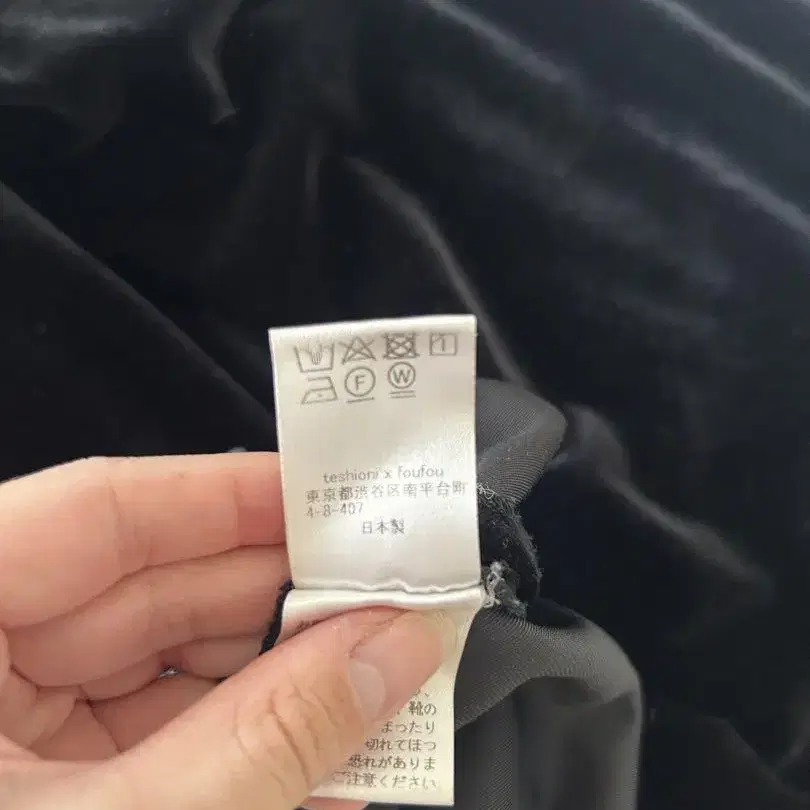 F W
teshioni x foufou
東京都渋谷区南平台町
4-8-407
日本製
靴の
まったり
切れてほつ
恐れがありま
ご注意ください